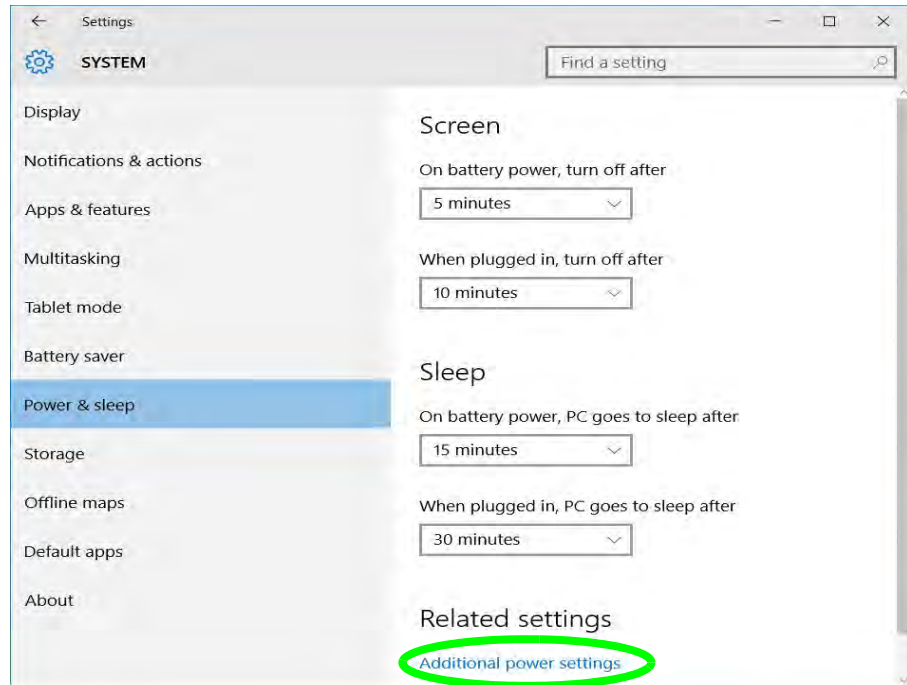 Settings
SYSTEM
Find a setting
Display
Notifications & actions
Apps & features
Multitasking
Tablet mode
Battery saver
Power & sleep
Storage
Offline maps
Default apps
About
Screen
On battery power, turn off after
5 minutes
When plugged in, turn off after
10 minutes
Sleep
On battery power, PC goes to sleep after
15 minutes
When plugged in, PC goes to sleep after
30 minutes
Related settings
Additional power settings